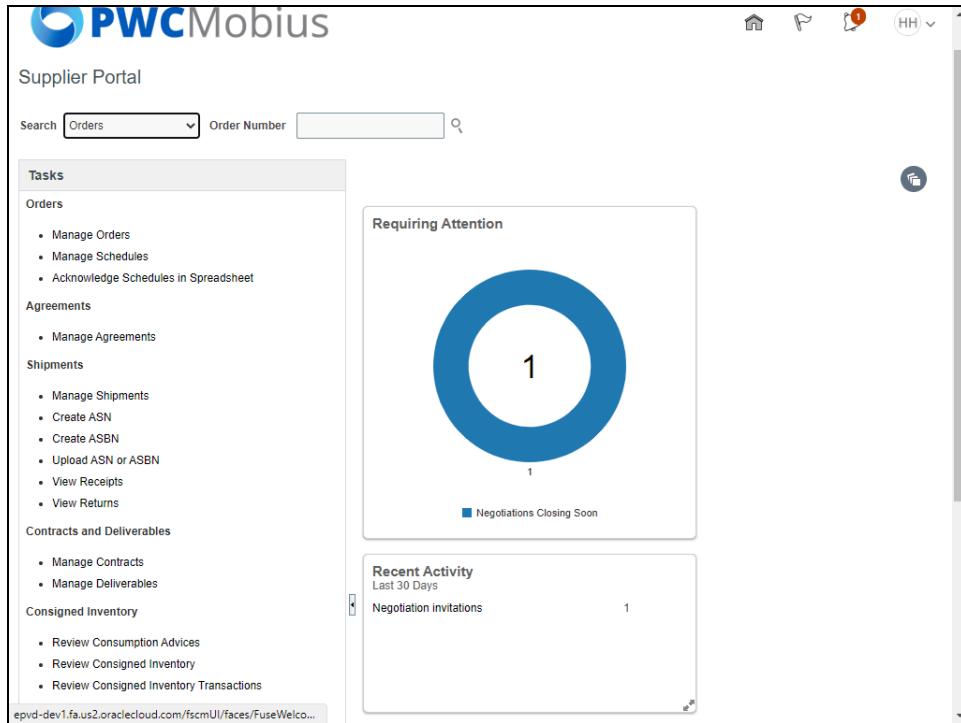 PWCMobius
1
HH
Supplier Portal
Search Orders Order Number
Tasks
Orders
Manage Orders
Manage Schedules
Acknowledge Schedules in Spreadsheet
Agreements
Manage Agreements
Shipments
Manage Shipments
Create ASN
Create ASBN
Upload ASN or ASBN
View Receipts
View Returns
Contracts and Deliverables
Manage Contracts
Manage Deliverables
Consigned Inventory
Review Consumption Advices
Review Consigned Inventory
Review Consigned Inventory Transactions
Requiring Attention
1
1
Negotiations Closing Soon
Recent Activity
Last 30 Days
Negotiation invitations 1
epvd-dev1.fa.us2.oraclecloud.com/fscmUI/faces/FuseWelco...